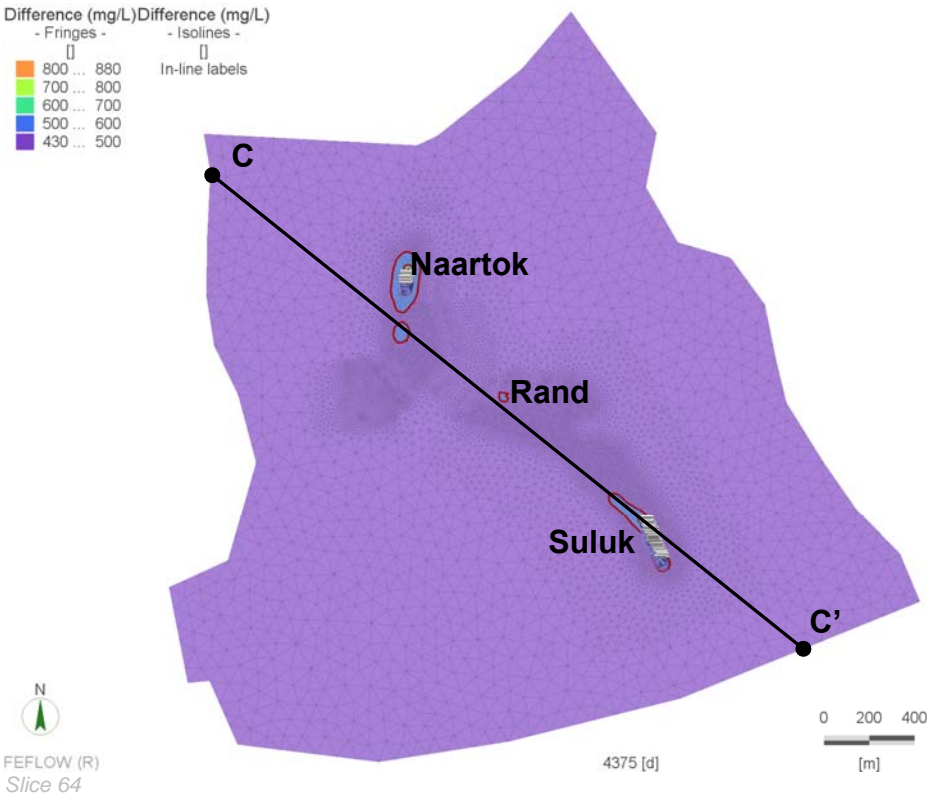 Difference (mg/L) Difference (mg/L)
- Fringes - - Isolines -
[] []
800 ... 880 In-line labels
700 ... 800
600 ... 700
500 ... 600
430 ... 500
C
Naartok
Rand
Suluk
C’
N
0 200 400
[m]
4375 [d]
FEFLOW (R)
Slice 64